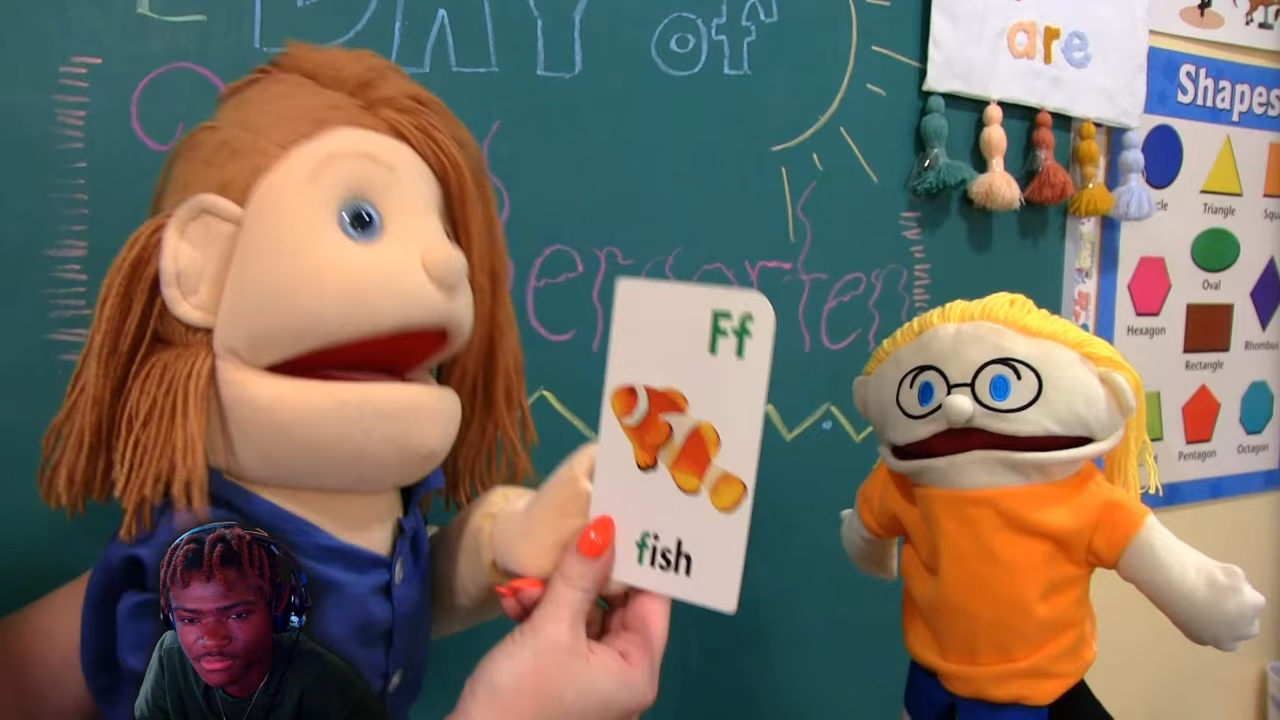 DAY of
are
Shapes
Triangle
Oval
Hexagon
Rectangle
Rhombus
Pentagon
Octagon
Ff
fish